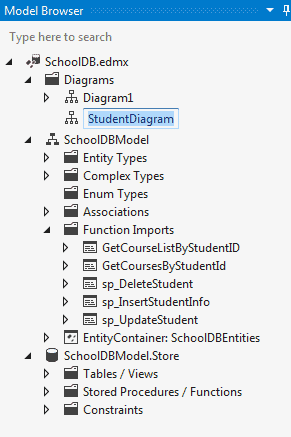 Model Browser
Type here to search
SchoolDB.edmx
Diagrams
Diagram1
StudentDiagram
SchoolDBModel
Entity Types
Complex Types
Enum Types
Associations
Function Imports
GetCourseListByStudentID
GetCoursesByStudentId
sp_DeleteStudent
sp_InsertStudentInfo
sp_UpdateStudent
EntityContainer: SchoolDBEntities
SchoolDBModel.Store
Tables / Views
Stored Procedures / Functions
Constraints